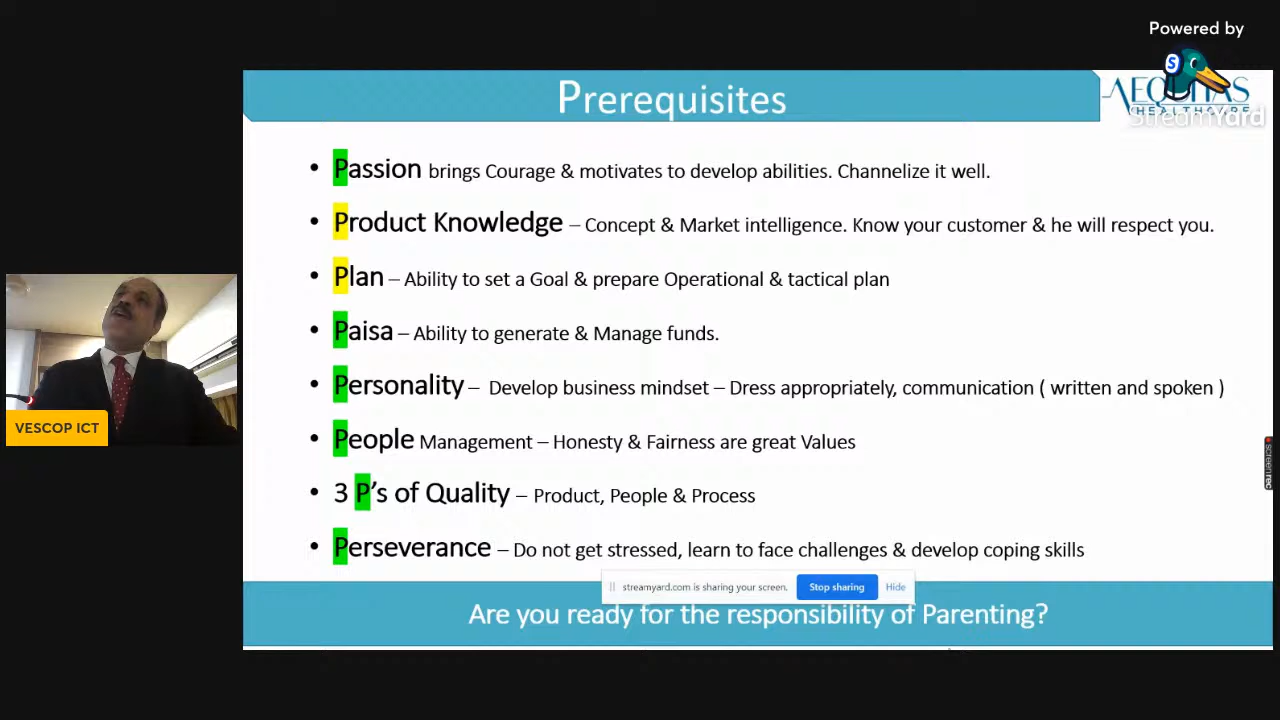 Powered by
StreamYard
Prerequisites
AEQUITAS
HEALTHCARE
• Passion brings Courage & motivates to develop abilities. Channelize it well.
• Product Knowledge – Concept & Market intelligence. Know your customer & he will respect you.
• Plan – Ability to set a Goal & prepare Operational & tactical plan
• Paisa – Ability to generate & Manage funds.
• Personality – Develop business mindset – Dress appropriately, communication ( written and spoken )
• People Management – Honesty & Fairness are great Values
• 3 P's of Quality – Product, People & Process
• Perseverance – Do not get stressed, learn to face challenges & develop coping skills
VESCOP ICT
screenrec
streamyard.com is sharing your screen. Stop sharing Hide
Are you ready for the responsibility of Parenting?